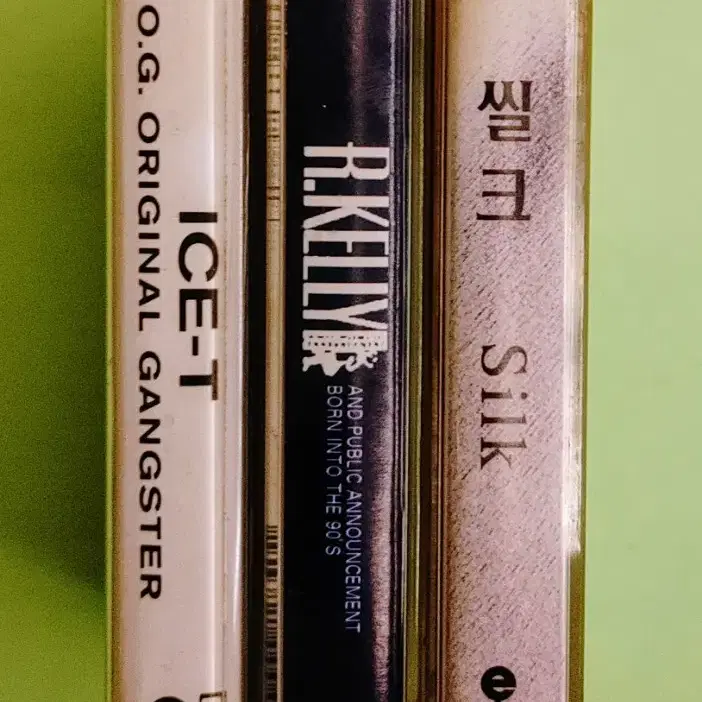 ICE-T
O.G. ORIGINAL GANGSTER
R.KELLY
AND PUBLIC ANNOUNCEMENT
BORN INTO THE 90'S
씰크 Silk